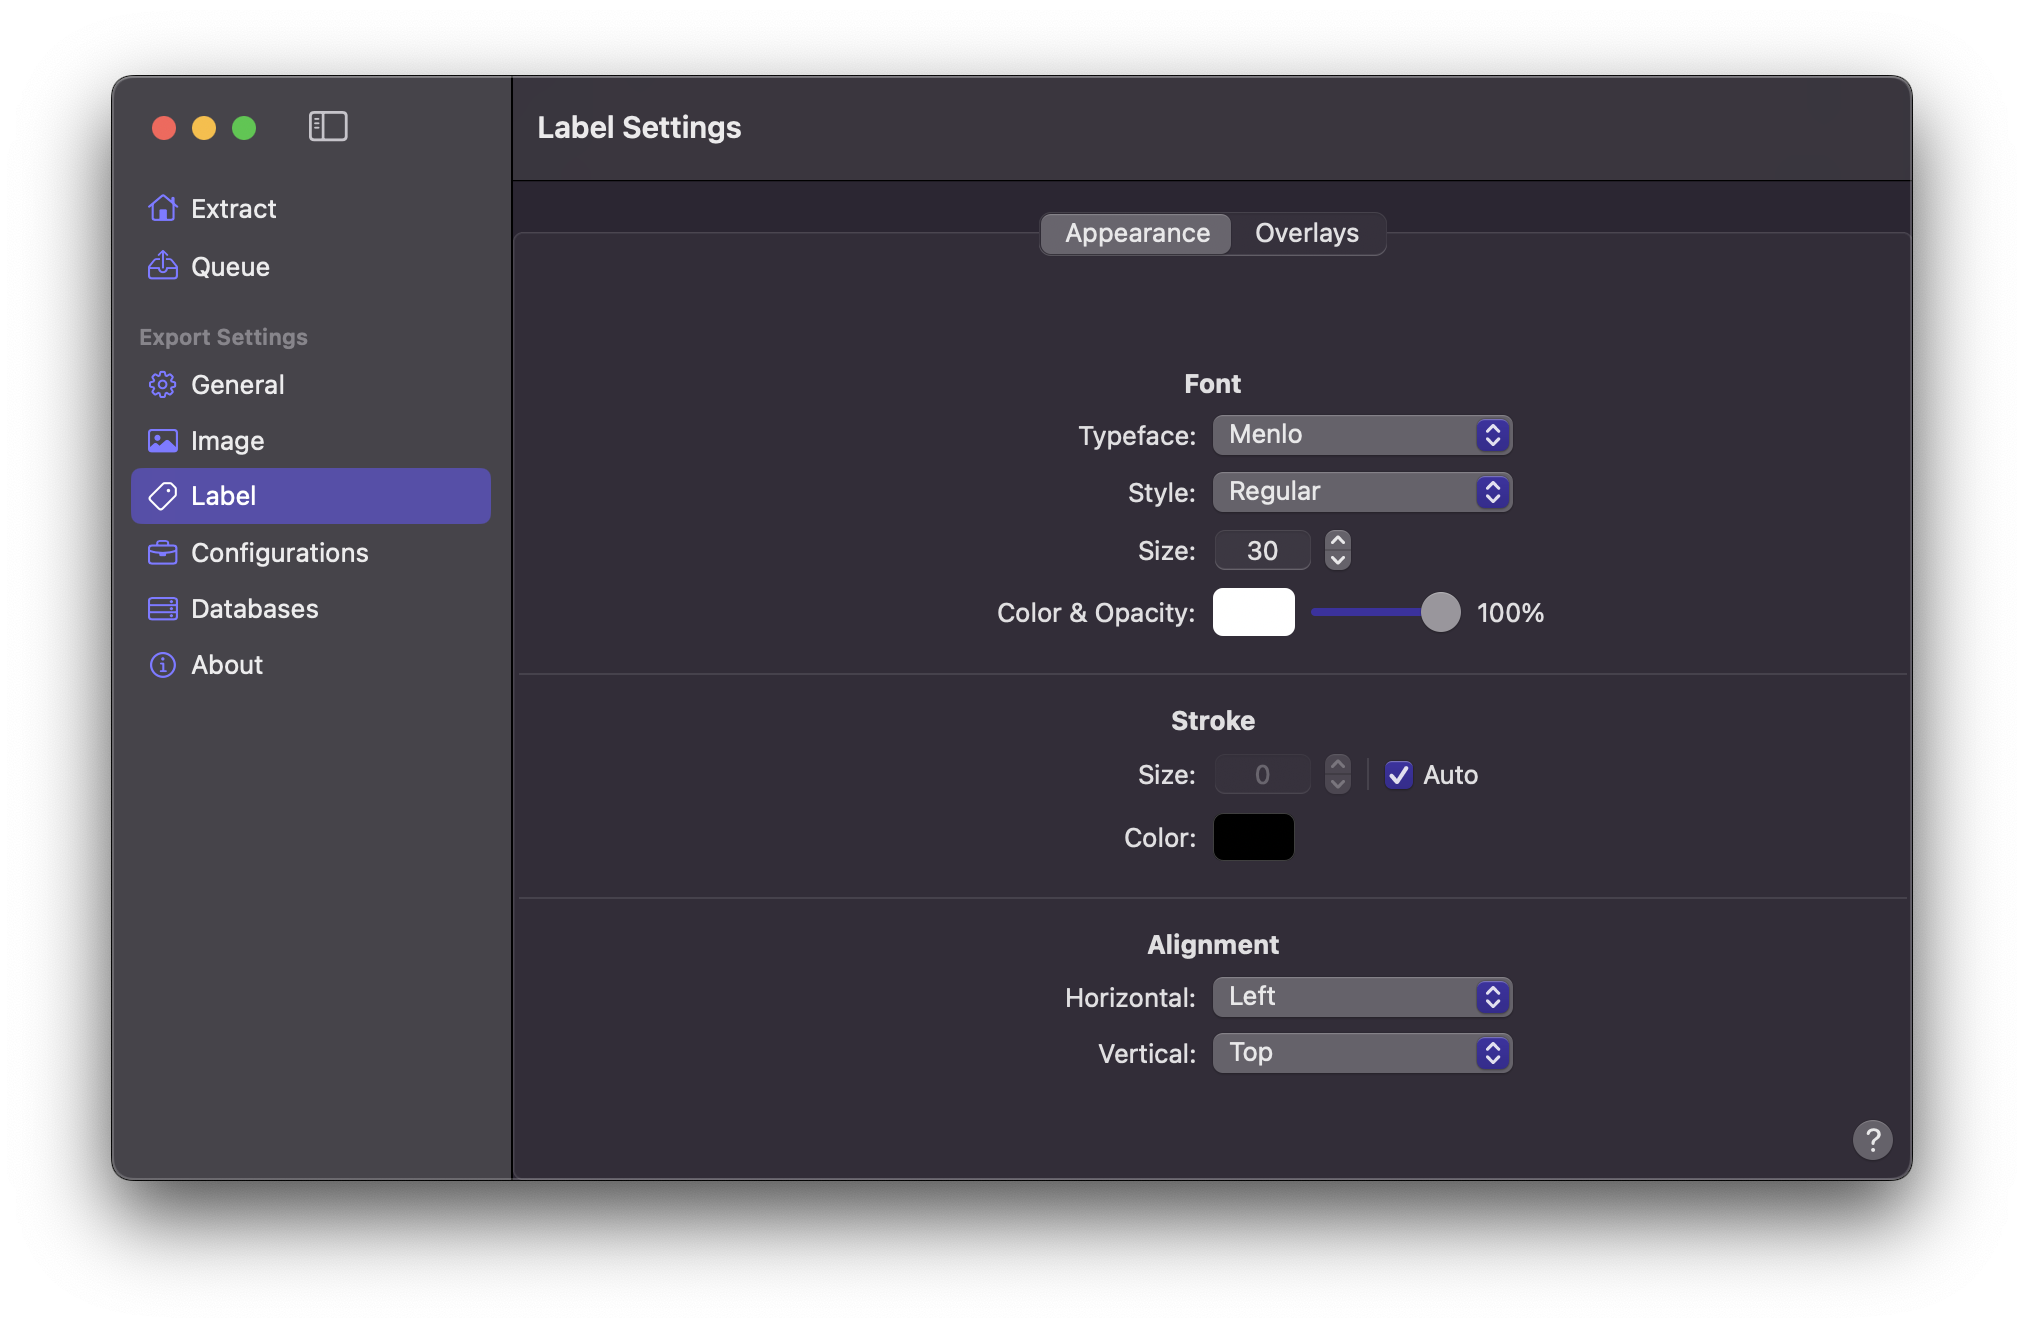 Label Settings
Extract
Queue
Export Settings
General
Image
Label
Configurations
Databases
About
Appearance Overlays
Font
Typeface: Menlo
Style: Regular
Size: 30
Color & Opacity: 100%
Stroke
Size: 0 Auto
Color:
Alignment
Horizontal: Left
Vertical: Top
?